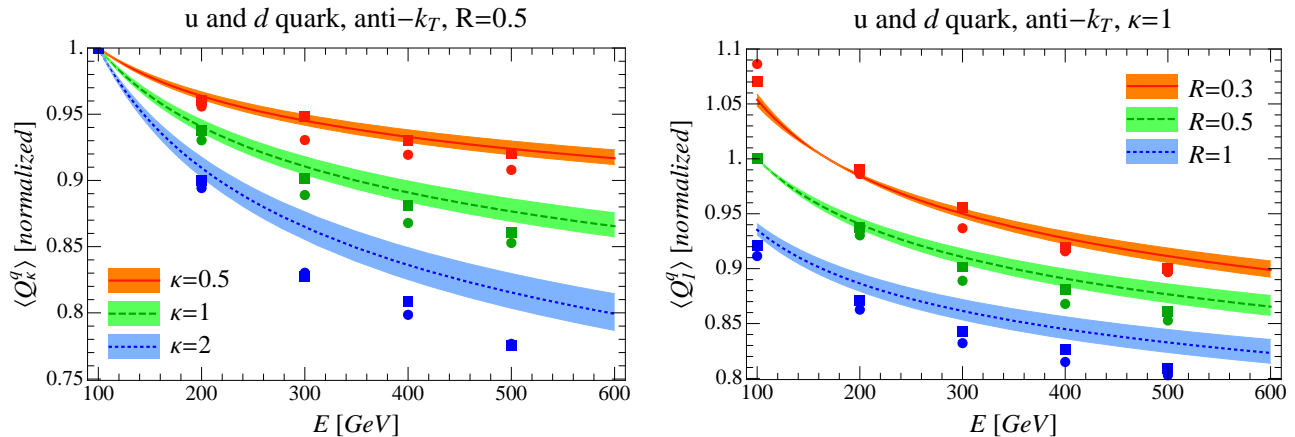 u and d quark, anti−k_T, R=0.5
⟨Q_κ^q⟩ [normalized]
1.
0.95
0.9
0.85
0.8
0.75
κ=0.5
κ=1
κ=2
100 200 300 400 500 600
E [GeV]
u and d quark, anti−k_T, κ=1
⟨Q_1^q⟩ [normalized]
1.1
1.05
1.
0.95
0.9
0.85
0.8
R=0.3
R=0.5
R=1
100 200 300 400 500 600
E [GeV]